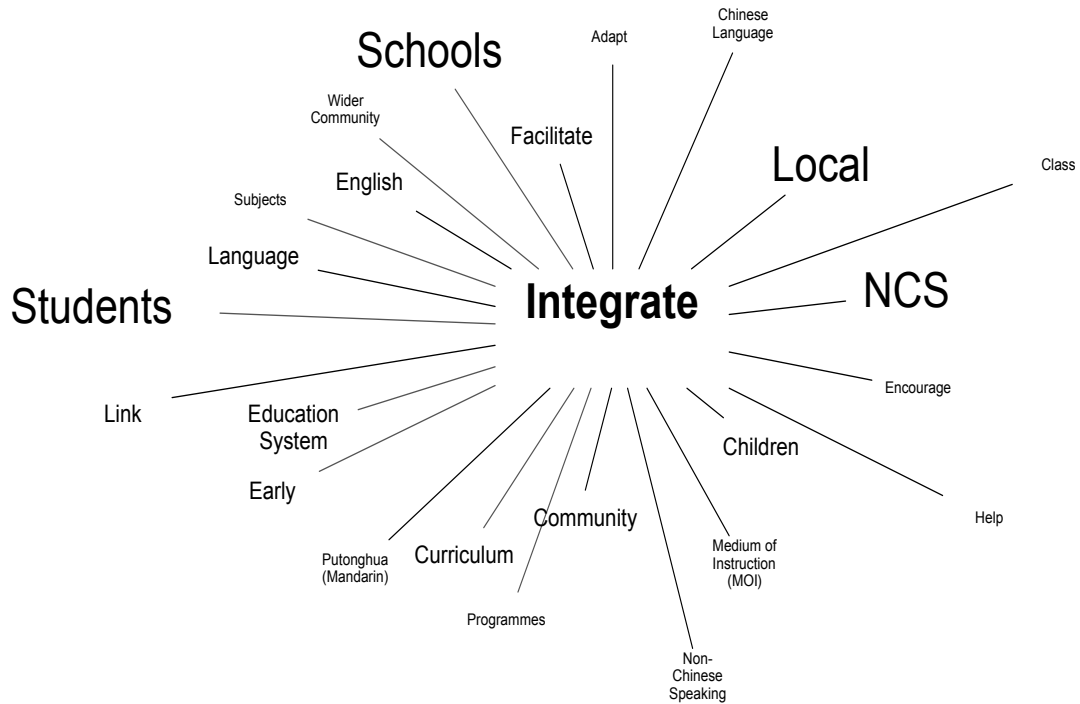 Chinese
Language
Adapt
Schools
Wider
Community
Facilitate
Local
Class
English
Subjects
Language
Students
Integrate
NCS
Encourage
Link
Education
System
Children
Early
Community
Help
Putonghua
(Mandarin)
Curriculum
Medium of
Instruction
(MOI)
Programmes
Non-
Chinese
Speaking